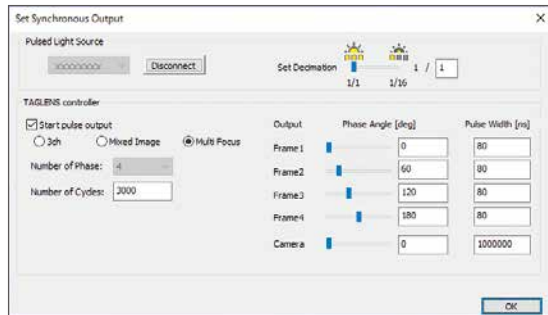 Set Synchronous Output
Pulsed Light Source
Disconnect
Set Decimation
1 / 1
1/1 1/16
TAGLENS controller
Start pulse output
3ch Mixed Image Multi Focus
Number of Phase: 4
Number of Cycles: 3000
Output Phase Angle [deg] Pulse Width [ns]
Frame1 0 80
Frame2 60 80
Frame3 120 80
Frame4 180 80
Camera 0 1000000
OK